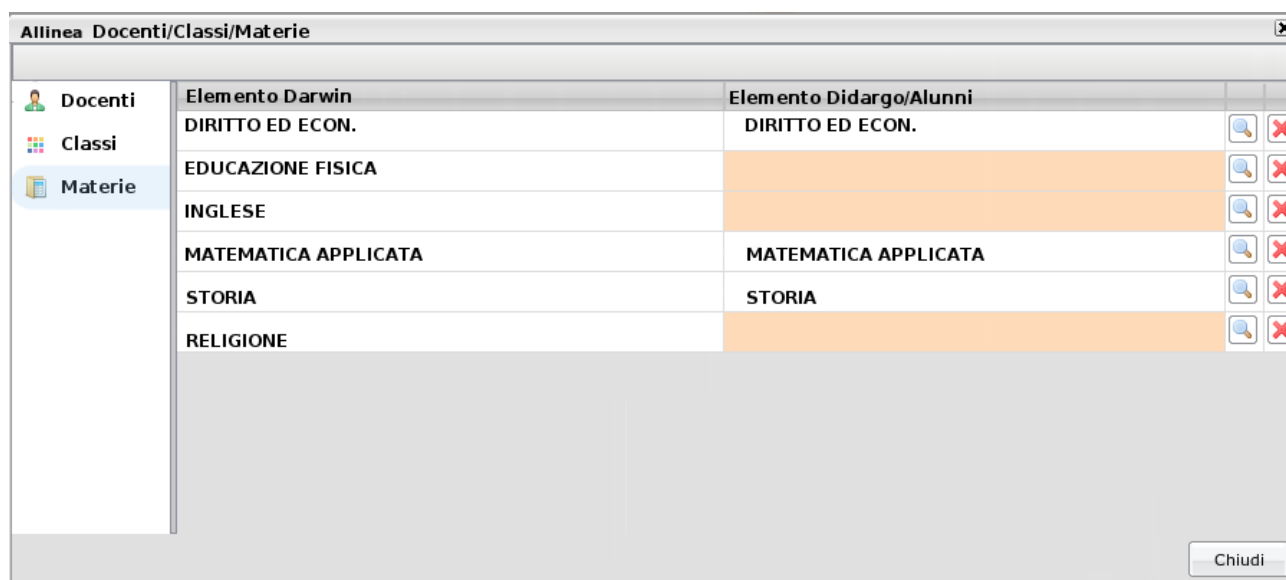 Allinea Docenti/Classi/Materie
Docenti
Classi
Materie
Elemento Darwin Elemento Didargo/Alunni
DIRITTO ED ECON. DIRITTO ED ECON.
EDUCAZIONE FISICA
INGLESE
MATEMATICA APPLICATA MATEMATICA APPLICATA
STORIA STORIA
RELIGIONE
Chiudi